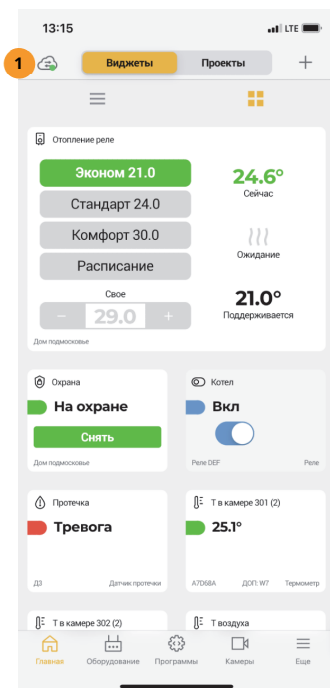 13:15
LTE
1
Виджеты Проекты +
Отопление реле
Эконом 21.0
Стандарт 24.0
Комфорт 30.0
Расписание
24.6°
Сейчас
Ожидание
21.0°
Поддерживается
Свое
− 29.0 +
Дом подмосковье
Охрана
На охране
Снять
Дом подмосковье
Котел
Вкл
Реле DEF Реле
Протечка
Тревога
Д3 Датчик протечки
Т в камере 301 (2)
25.1°
A7D68A ДОП: W7 Термометр
Т в камере 302 (2)
Т воздуха
Главная Оборудование Программы Камеры Еще